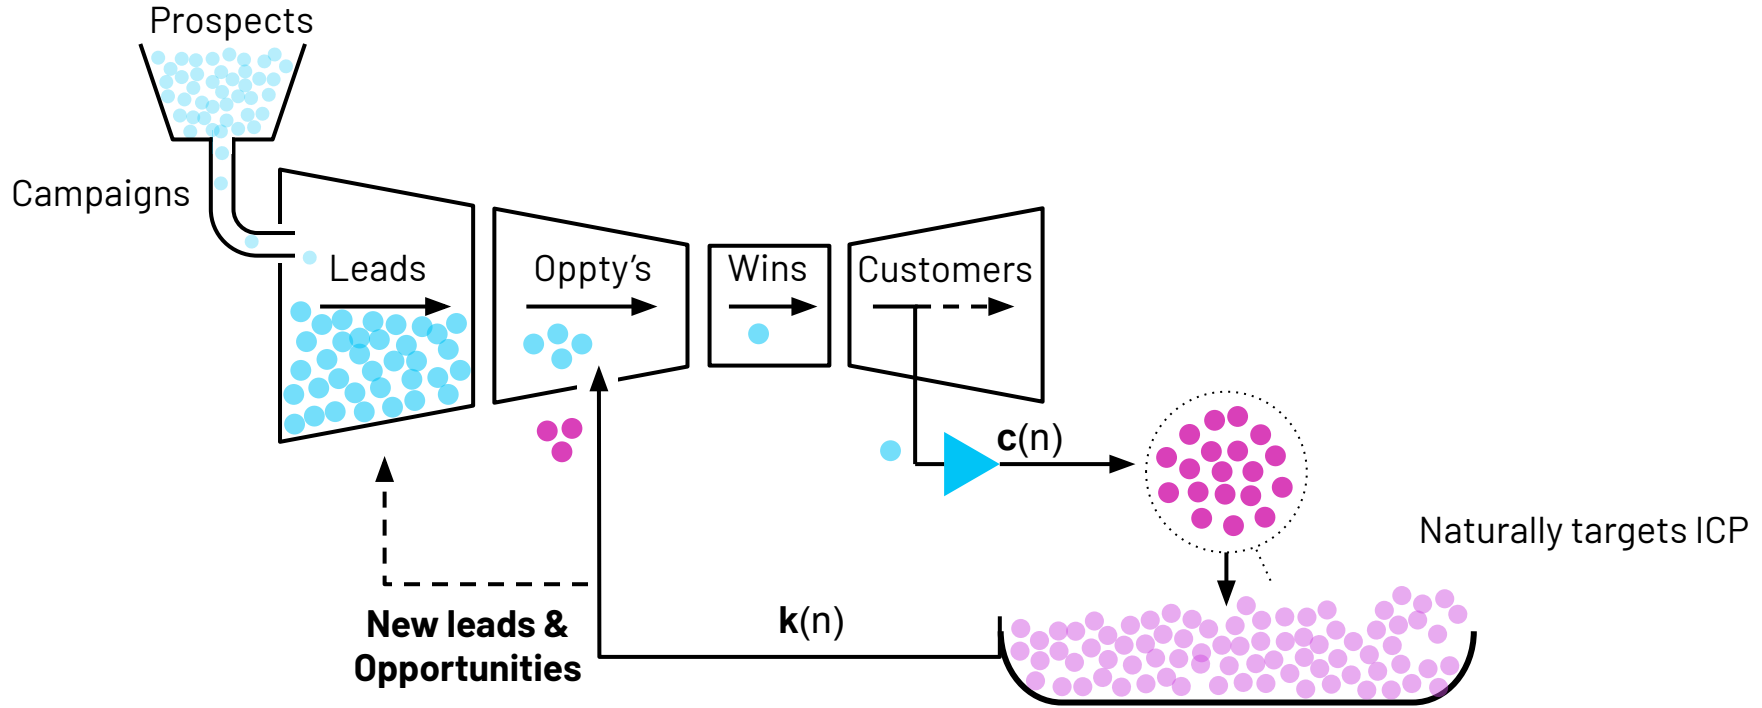 Prospects
Campaigns
Leads
Oppty’s
Wins
Customers
c(n)
Naturally targets ICP
k(n)
New leads &
Opportunities